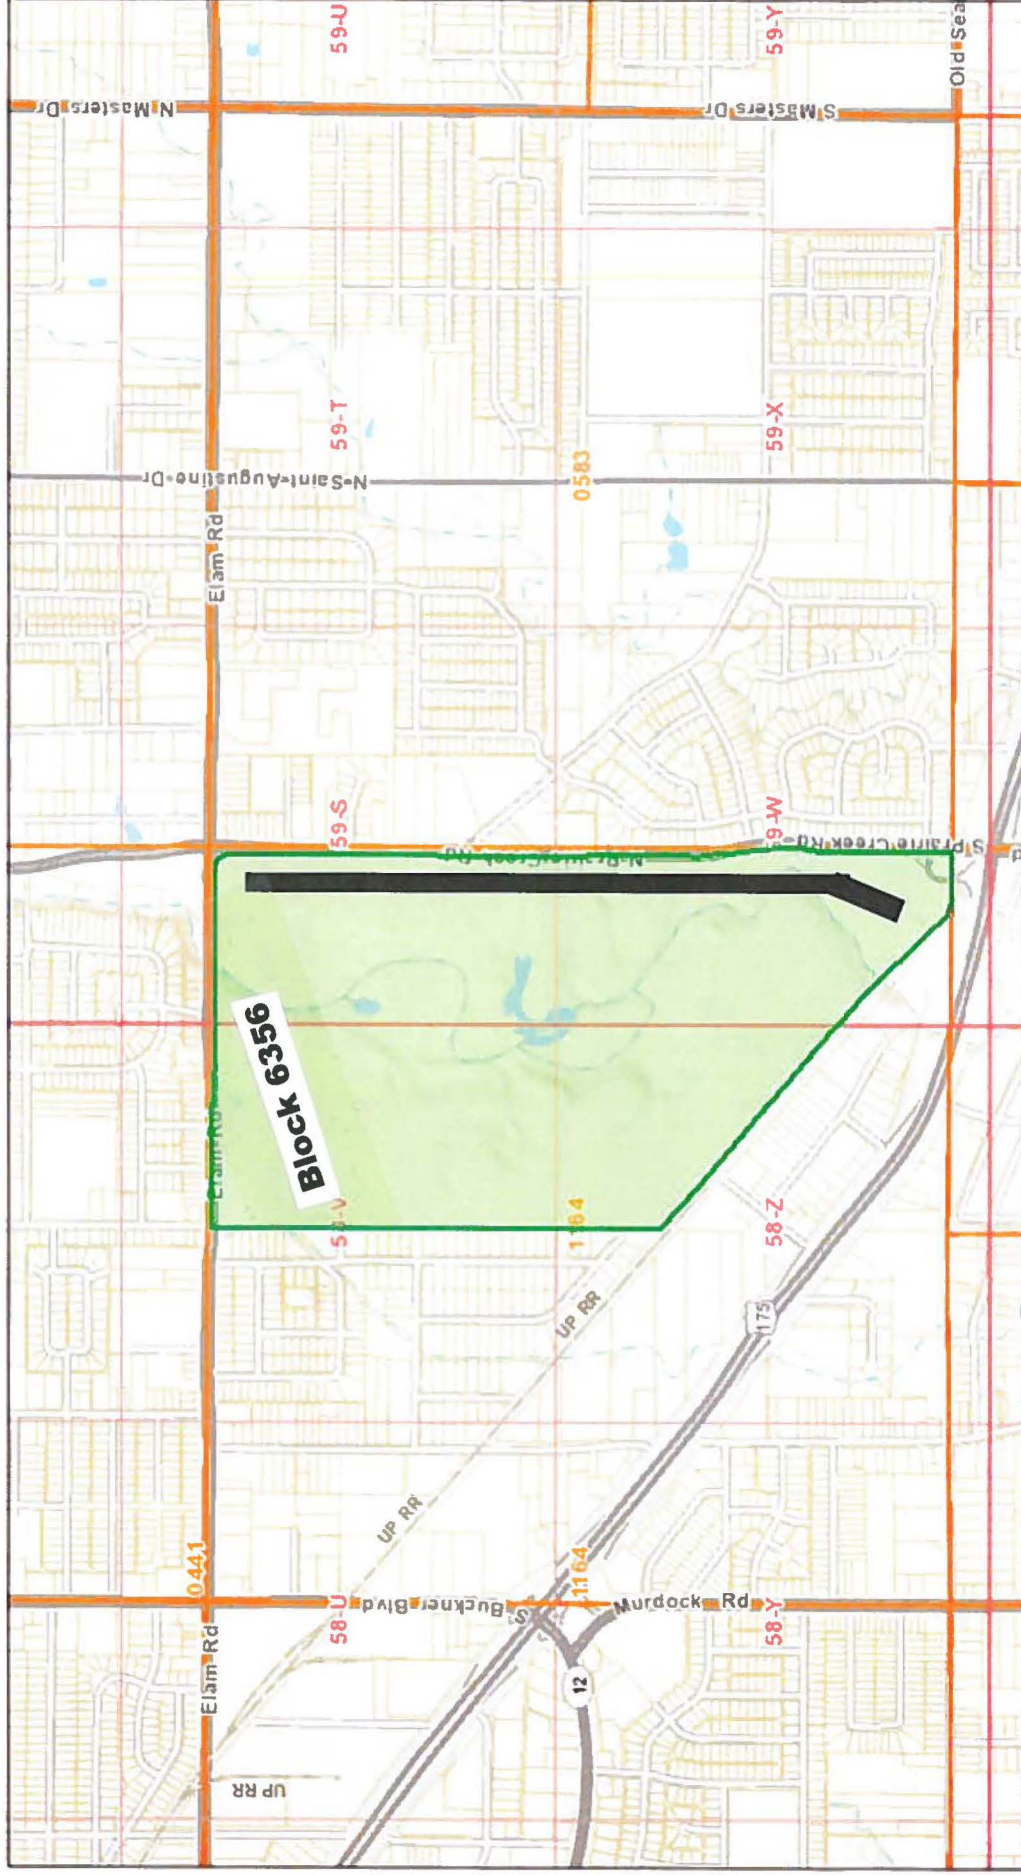 59-U
59-Y
Old Sea
N Masters Dr
S Masters Dr
59-T
59-X
N Saint Augustine Dr
0583
Elam Rd
59-S
9-W
N Prairie Creek Rd
S Prairie Creek Rd
Block 6356
Elam Rd
58-V
1164
58-Z
UP RR
175
UP RR
0441
58-U
S Buckner Blvd
1164
Murdock Rd
58-Y
Elam Rd
12
UP RR